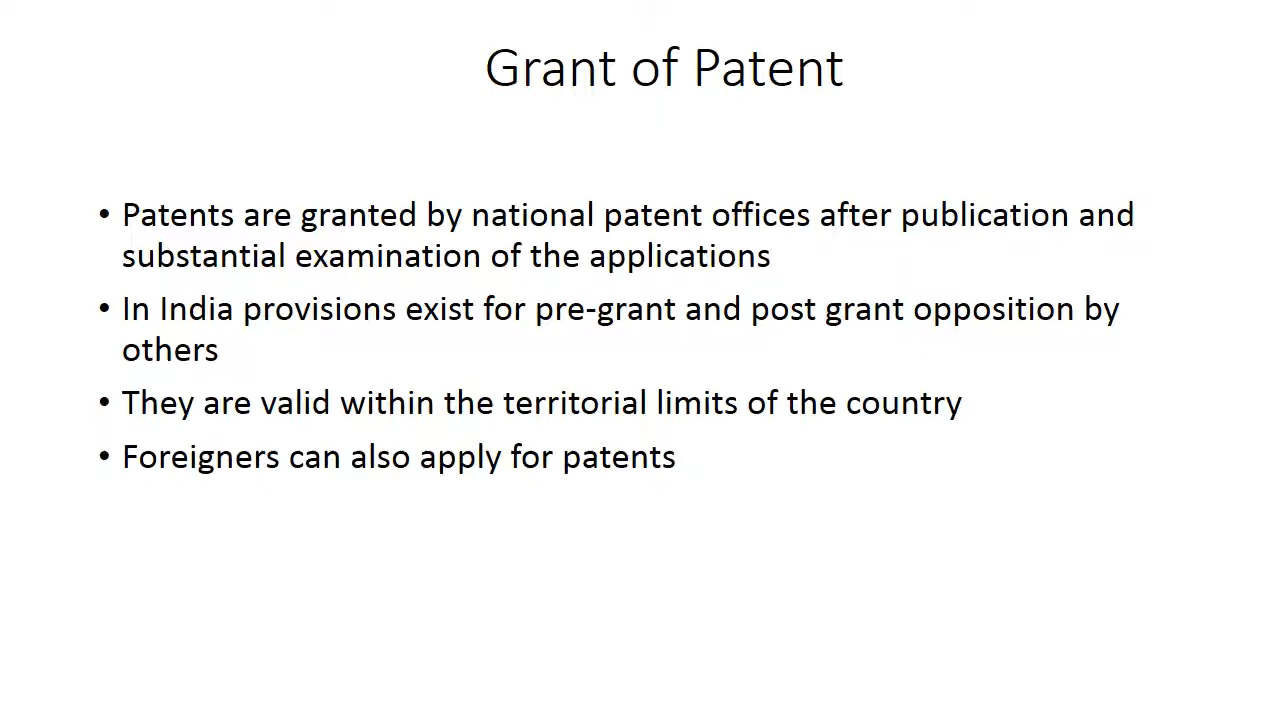 Grant of Patent
• Patents are granted by national patent offices after publication and
substantial examination of the applications
• In India provisions exist for pre-grant and post grant opposition by
others
• They are valid within the territorial limits of the country
• Foreigners can also apply for patents